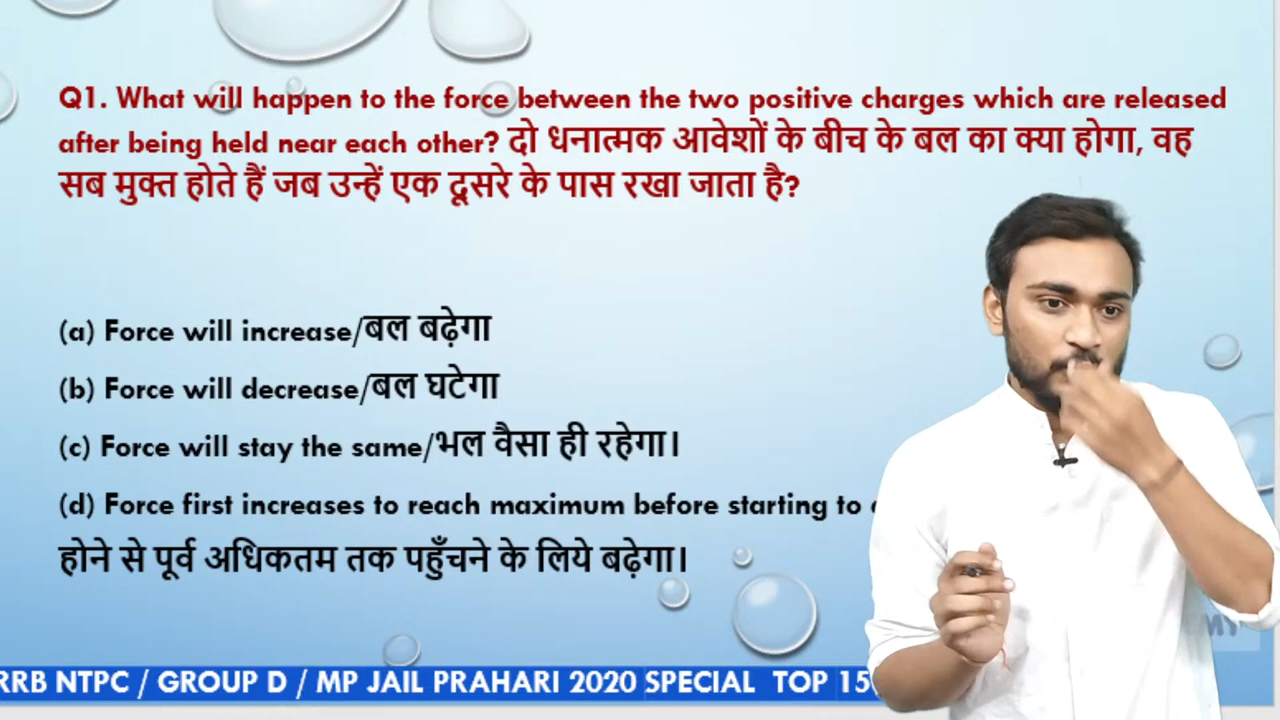 Q1. What will happen to the force between the two positive charges which are released
after being held near each other? दो धनात्मक आवेशों के बीच के बल का क्या होगा, वह
सब मुक्त होते हैं जब उन्हें एक दूसरे के पास रखा जाता है?
(a) Force will increase/बल बढ़ेगा
(b) Force will decrease/बल घटेगा
(c) Force will stay the same/भल वैसा ही रहेगा।
(d) Force first increases to reach maximum before starting to
होने से पूर्व अधिकतम तक पहुँचने के लिये बढ़ेगा।
RRB NTPC / GROUP D / MP JAIL PRAHARI 2020 SPECIAL TOP 15